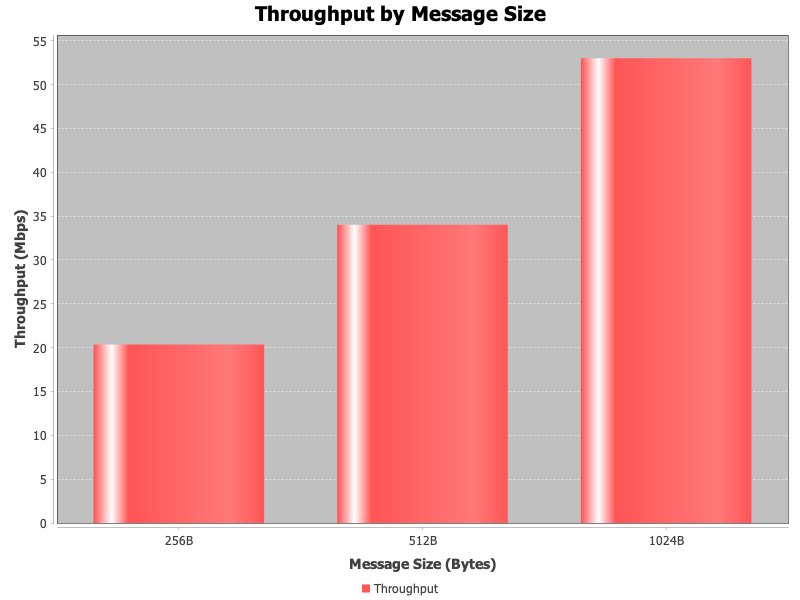 Throughput by Message Size
Throughput (Mbps)
55
50
45
40
35
30
25
20
15
10
5
0
256B
512B
1024B
Message Size (Bytes)
Throughput